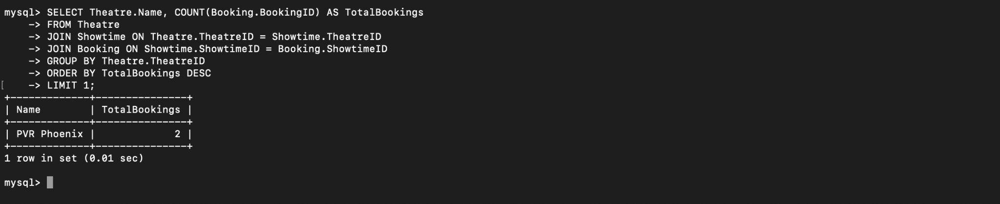 mysql> SELECT Theatre.Name, COUNT(Booking.BookingID) AS TotalBookings
    -> FROM Theatre
    -> JOIN Showtime ON Theatre.TheatreID = Showtime.TheatreID
    -> JOIN Booking ON Showtime.ShowtimeID = Booking.ShowtimeID
    -> GROUP BY Theatre.TheatreID
    -> ORDER BY TotalBookings DESC
[    -> LIMIT 1;
+-------------+---------------+
| Name        | TotalBookings |
+-------------+---------------+
| PVR Phoenix |             2 |
+-------------+---------------+
1 row in set (0.01 sec)
mysql>